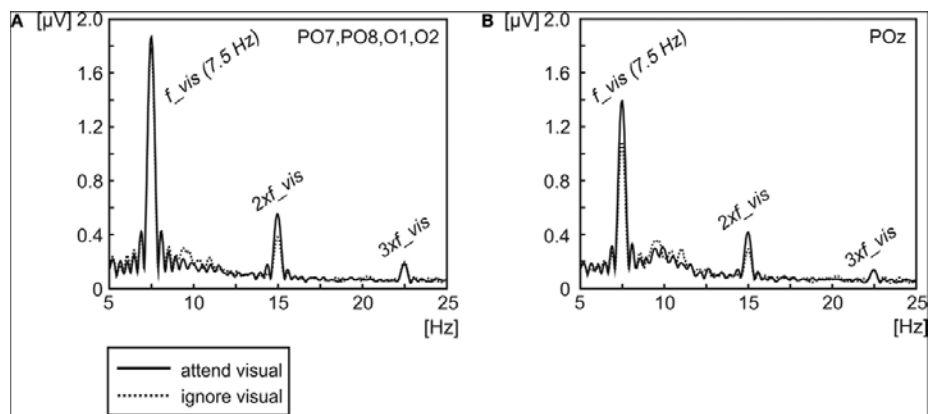 A [µV] 2.0
PO7,PO8,O1,O2
1.6
1.2
0.8
0.4
0
f_vis (7.5 Hz)
2xf_vis
3xf_vis
5 10 15 20 25
[Hz]
B [µV] 2.0
POz
1.6
1.2
0.8
0.4
0
f_vis (7.5 Hz)
2xf_vis
3xf_vis
5 10 15 20 25
[Hz]
attend visual
ignore visual